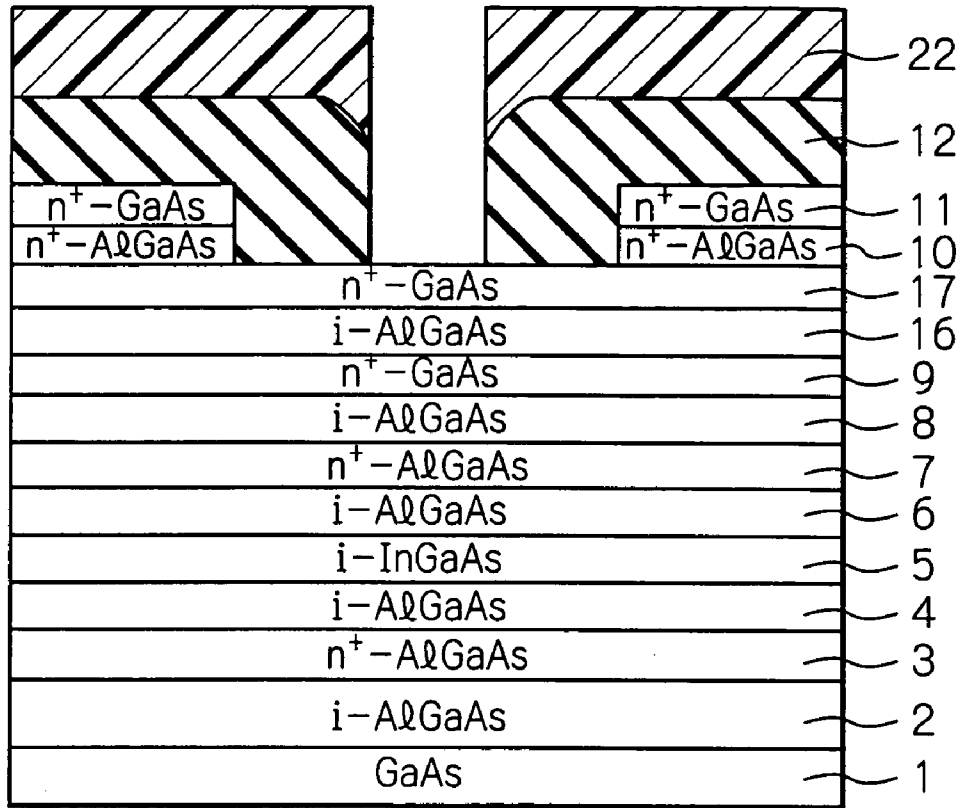 22
12
n⁺-GaAs n⁺-GaAs 11
n⁺-AlGaAs n⁺-AlGaAs 10
n⁺-GaAs 17
i-AlGaAs 16
n⁺-GaAs 9
i-AlGaAs 8
n⁺-AlGaAs 7
i-AlGaAs 6
i-InGaAs 5
i-AlGaAs 4
n⁺-AlGaAs 3
i-AlGaAs 2
GaAs 1